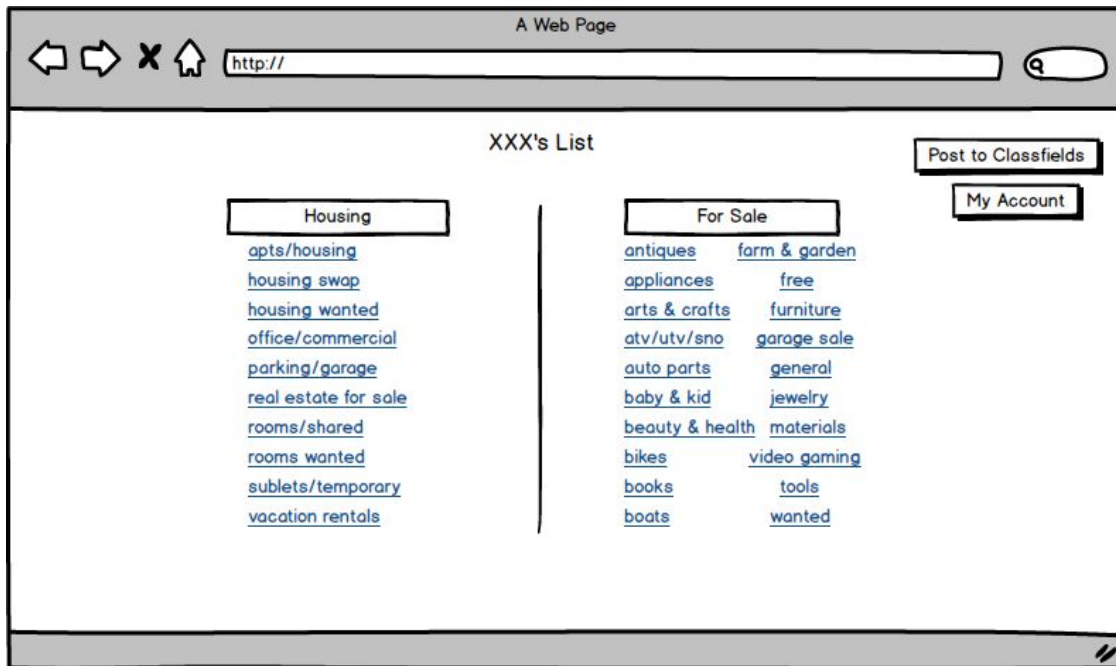 A Web Page
http://
XXX's List
Post to Classfields
My Account
Housing
apts/housing
housing swap
housing wanted
office/commercial
parking/garage
real estate for sale
rooms/shared
rooms wanted
sublets/temporary
vacation rentals
For Sale
antiques farm & garden
appliances free
arts & crafts furniture
atv/utv/sno garage sale
auto parts general
baby & kid jewelry
beauty & health materials
bikes video gaming
books tools
boats wanted